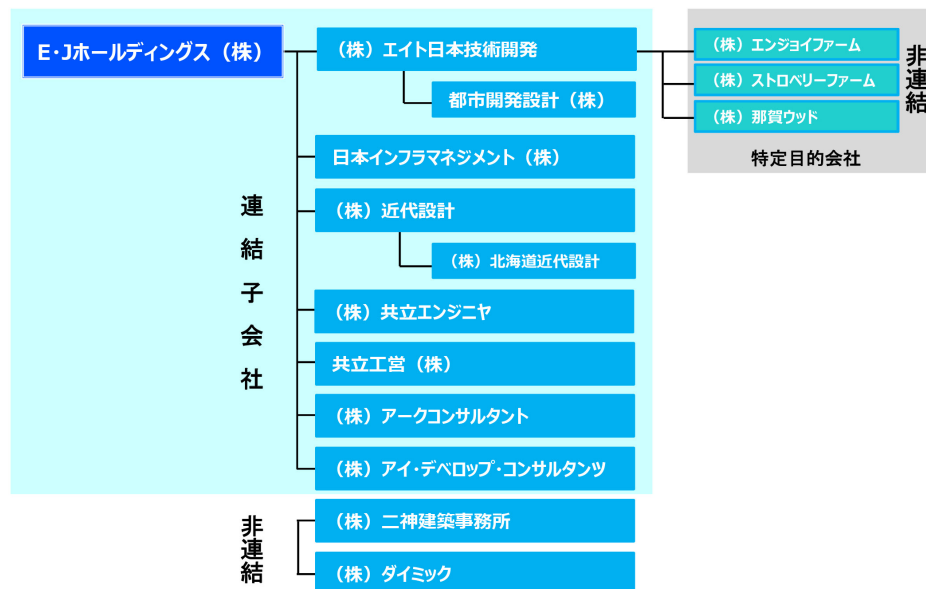 E・Jホールディングス（株）
（株）エイト日本技術開発
都市開発設計（株）
（株）エンジョイファーム
（株）ストロベリーファーム
（株）那賀ウッド
特定目的会社
非連結
日本インフラマネジメント（株）
（株）近代設計
（株）北海道近代設計
（株）共立エンジニヤ
共立工営（株）
（株）アークコンサルタント
（株）アイ・デベロップ・コンサルタンツ
連結子会社
非連結
（株）二神建築事務所
（株）ダイミック